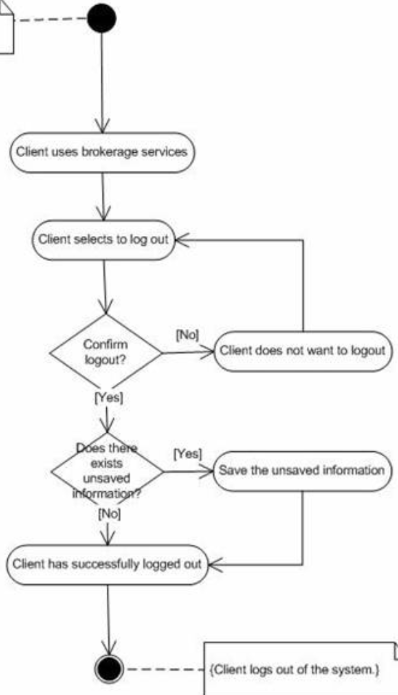 Client uses brokerage services
Client selects to log out
Confirm
logout?
[No]
Client does not want to logout
[Yes]
Does there
exists
unsaved
information?
[Yes]
Save the unsaved information
[No]
Client has successfully logged out
{Client logs out of the system.}